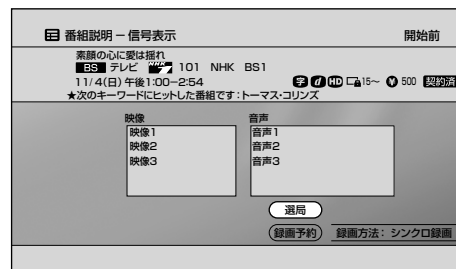 番組説明 − 信号表示 開始前
素顔の心に愛は揺れ
BS テレビ 101 NHK BS1
11/4(日) 午後1:00−2:54 字 d HD 15〜 ¥ 500 契約済
★次のキーワードにヒットした番組です：トーマス・コリンズ
映像 音声
映像1 音声1
映像2 音声2
映像3 音声3
選局
録画予約 録画方法： シンクロ録画